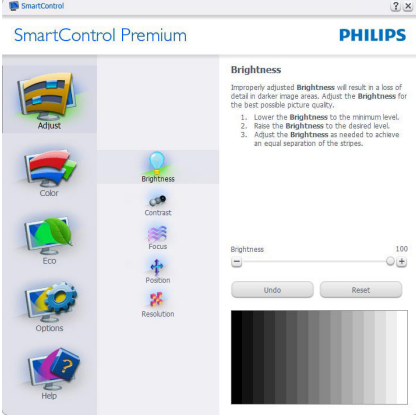 SmartControl
SmartControl Premium
PHILIPS
Adjust
Color
Eco
Options
Help
Brightness
Contrast
Focus
Position
Resolution
Brightness
Improperly adjusted Brightness will result in a loss of
detail in darker image areas. Adjust the Brightness for
the best possible picture quality.
1. Lower the Brightness to the minimum level.
2. Raise the Brightness to the desired level.
3. Adjust the Brightness as needed to achieve
an equal separation of the stripes.
Brightness 100
Undo Reset